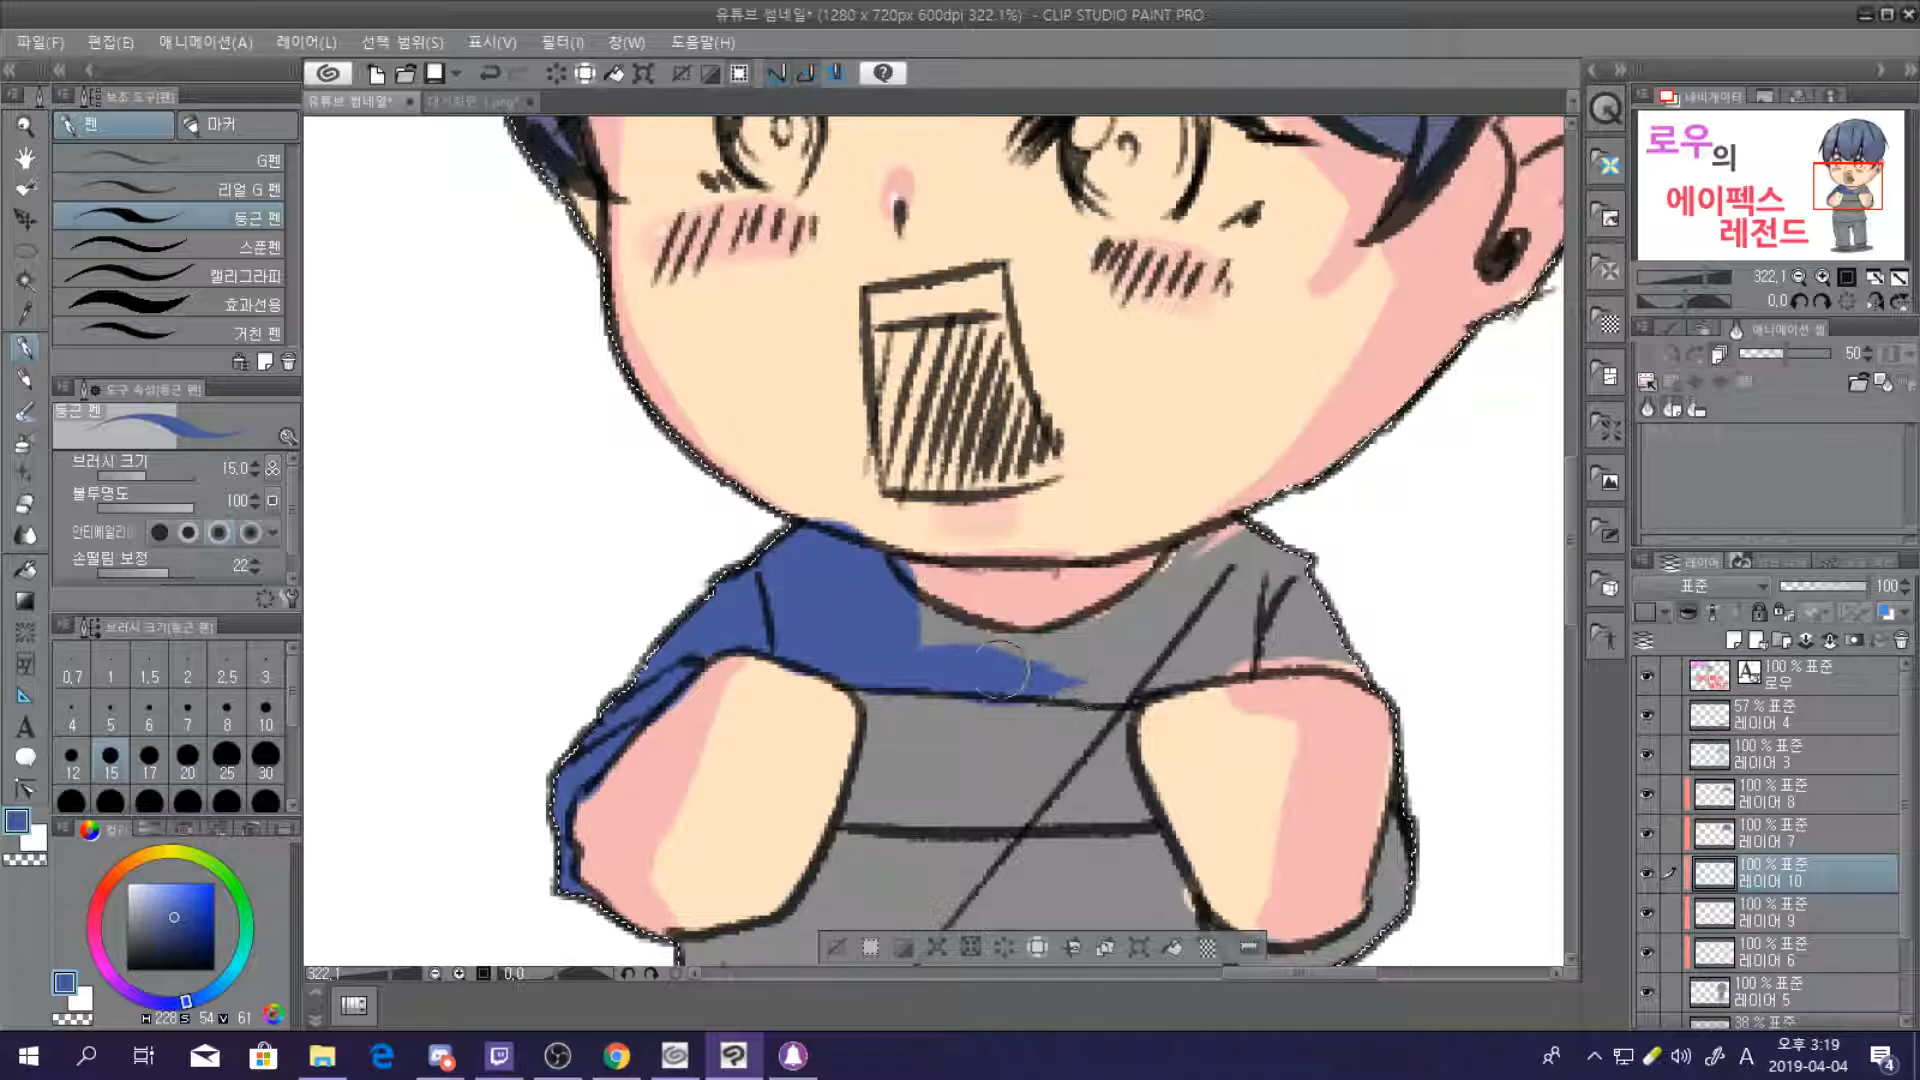 유튜브 썸네일* (1280 x 720px 600dpi 322.1%) - CLIP STUDIO PAINT PRO
파일(F) 편집(E) 애니메이션(A) 레이어(L) 선택 범위(S) 표시(V) 필터(I) 창(W) 도움말(H)
유튜브 썸네일*
대기화면 1.png*
보조 도구[펜]
펜
마커
G펜
리얼 G 펜
둥근 펜
스푼펜
캘리그라피
효과선용
거친 펜
도구 속성[둥근 펜]
둥근 펜
브러시 크기 15.0
불투명도 100
손떨림 보정 22
브러시 크기[둥근 펜]
0.7 1 1.5 2 2.5 3
4 5 6 7 8 10
12 15 17 20 25 30
H 228 S 54 V 61
322.1 0.0
내비게이터
로우의
에이펙스
레전드
322.1
0.0
애니메이션 셀
50
레이어
표준 100
100 % 표준
로우
57 % 표준
레이어 4
100 % 표준
레이어 3
100 % 표준
레이어 8
100 % 표준
레이어 7
100 % 표준
레이어 10
100 % 표준
레이어 9
100 % 표준
레이어 6
100 % 표준
레이어 5
38 % 표준
A
오후 3:19
2019-04-04
4